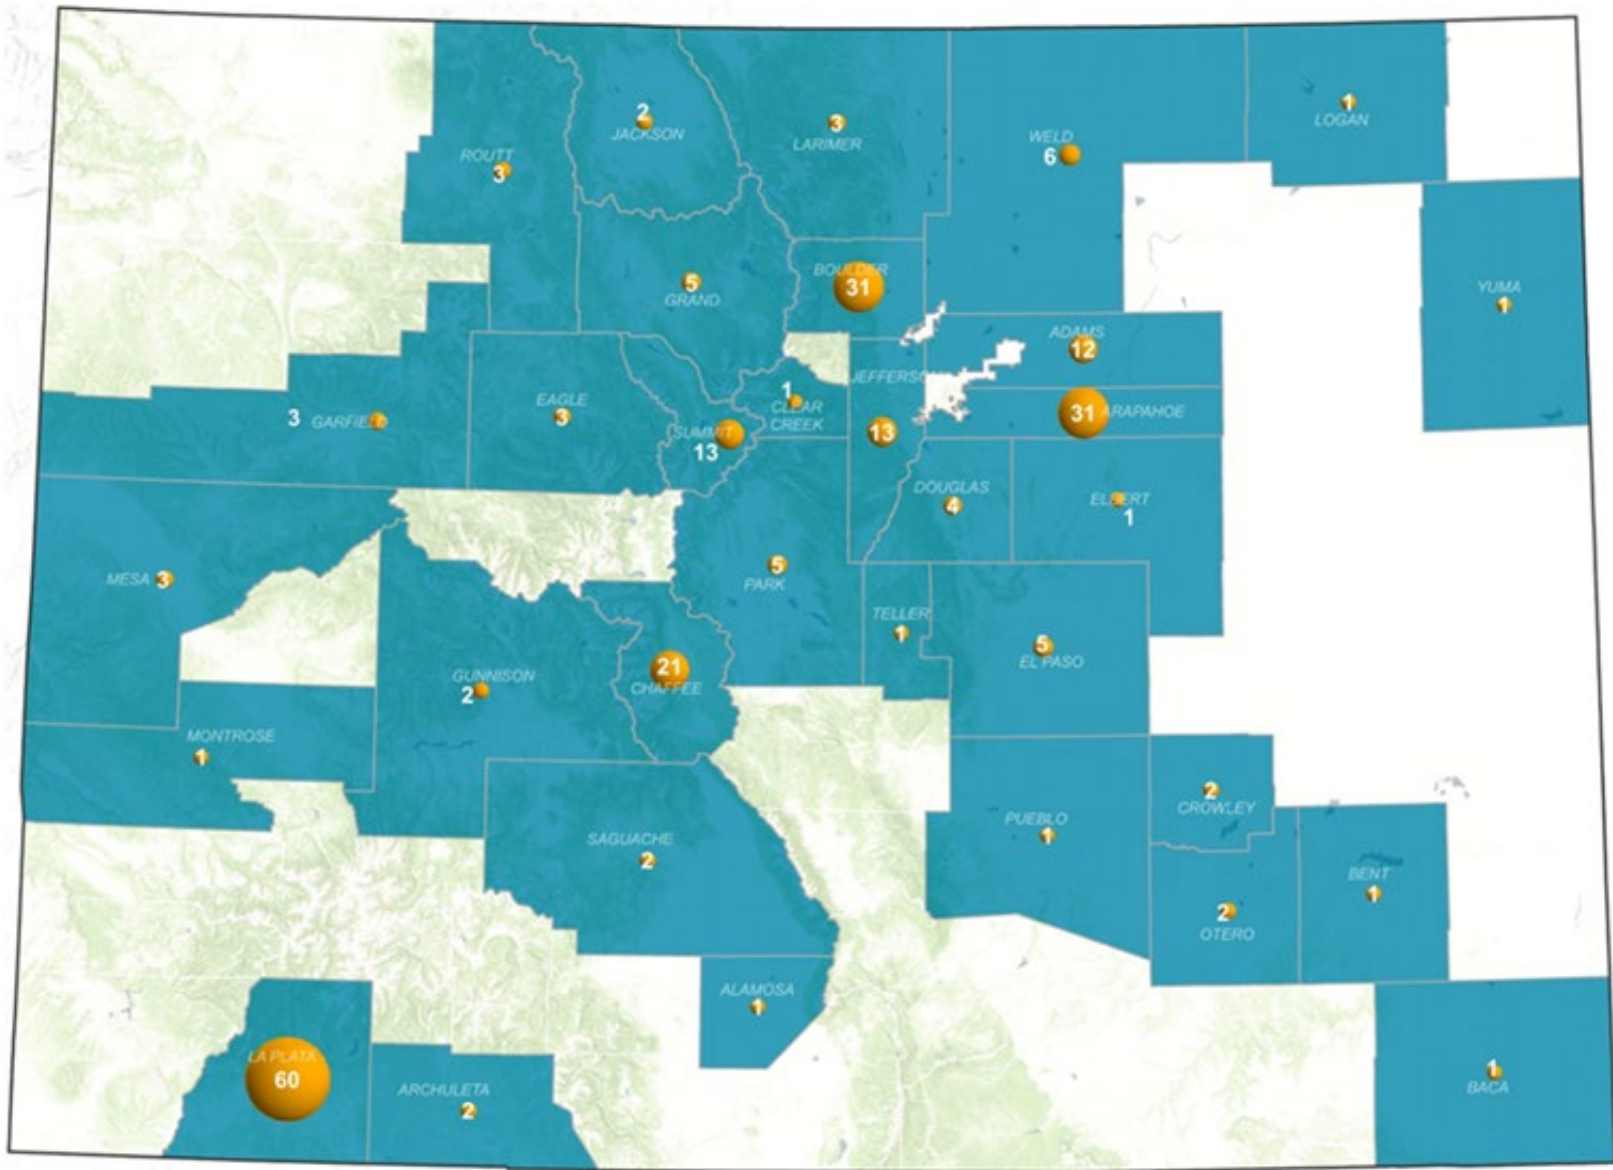 2
JACKSON
3
LARIMER
1
LOGAN
ROUTT
3
WELD
6
5
GRAND
BOULDER
31
YUMA
1
ADAMS
12
JEFFERSON
13
1
CLEAR
CREEK
EAGLE
3
3 GARFIELD
SUMMIT
13
31 ARAPAHOE
DOUGLAS
4
ELBERT
1
MESA 3
5
PARK
TELLER
1
5
EL PASO
GUNNISON
2
21
CHAFFEE
MONTROSE
1
2
CROWLEY
PUEBLO
1
SAGUACHE
2
BENT
1
2
OTERO
ALAMOSA
1
LA PLATA
60
ARCHULETA
2
1
BACA